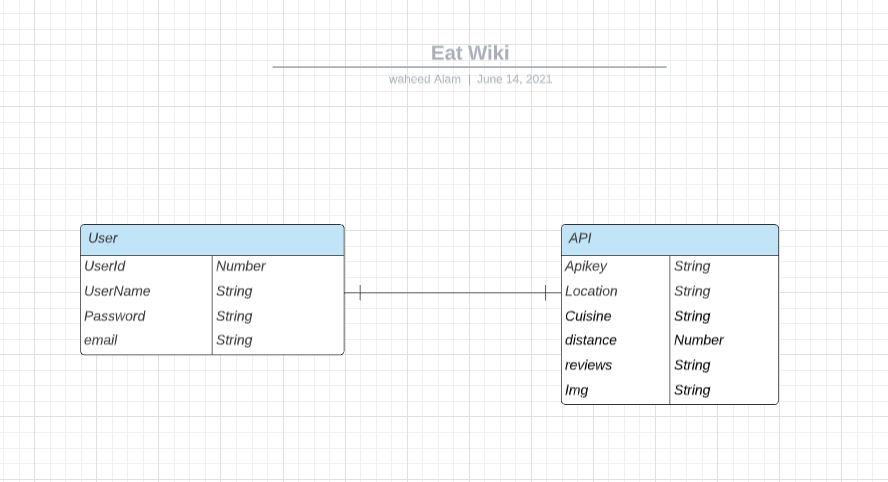 Eat Wiki
waheed Alam | June 14, 2021
User
UserId Number
UserName String
Password String
email String
API
Apikey String
Location String
Cuisine String
distance Number
reviews String
Img String